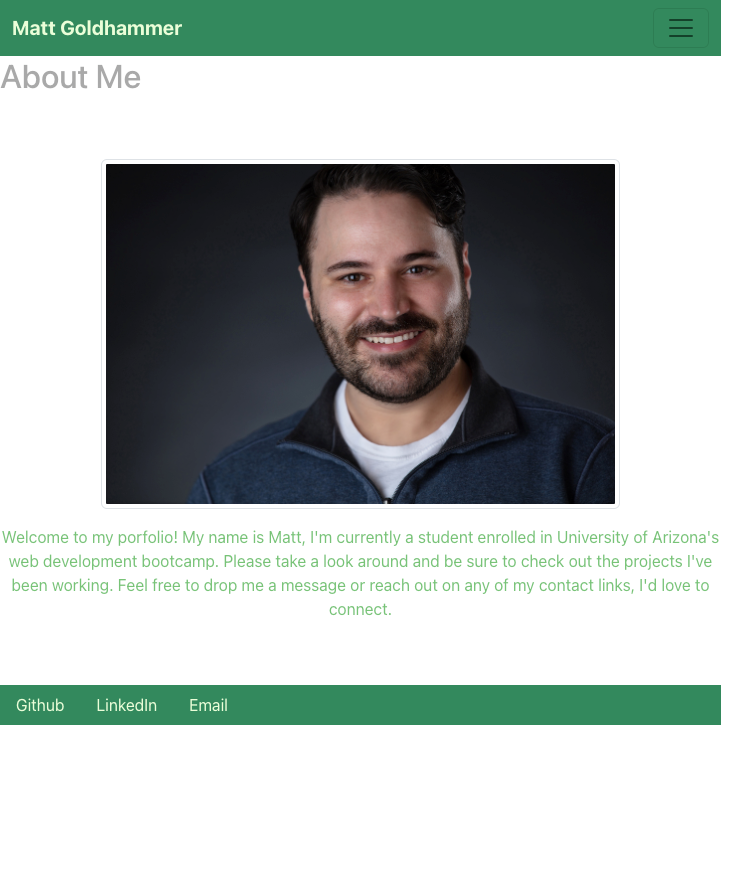 Matt Goldhammer
About Me
Welcome to my porfolio! My name is Matt, I'm currently a student enrolled in University of Arizona's
web development bootcamp. Please take a look around and be sure to check out the projects I've
been working. Feel free to drop me a message or reach out on any of my contact links, I'd love to
connect.
Github LinkedIn Email